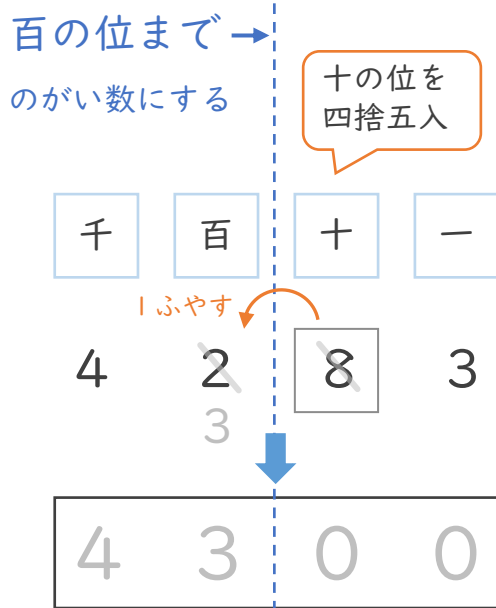 百の位まで
のがい数にする
十の位を
四捨五入
千 百 十 一
1ふやす
4 2 8 3
3
4 3 0 0